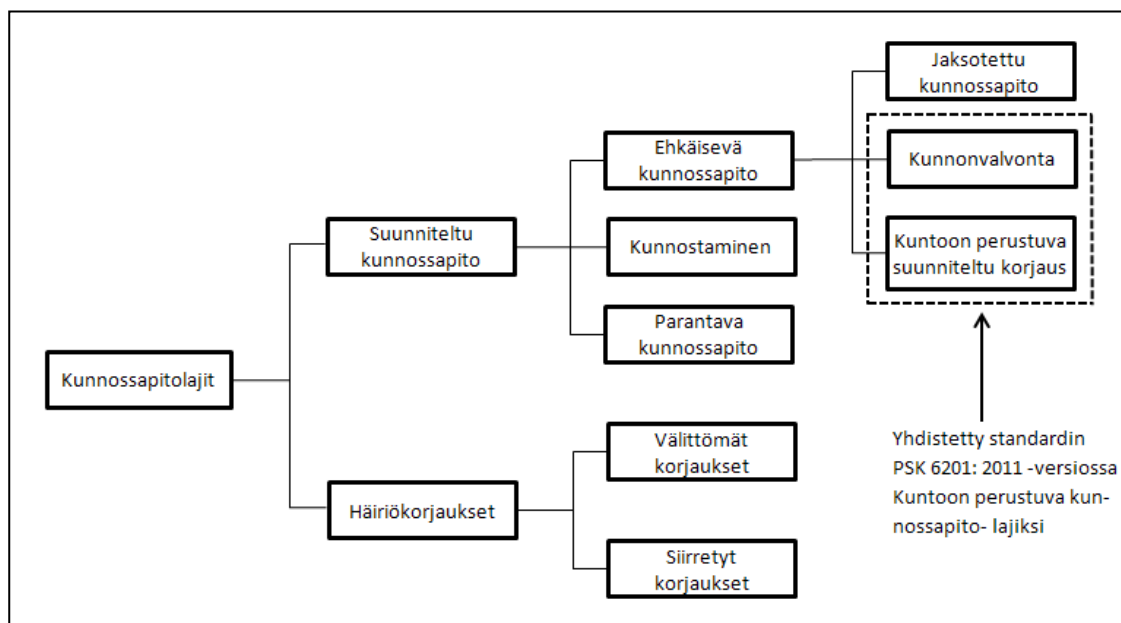 Kunnossapitolajit
Suunniteltu
kunnossapito
Häiriökorjaukset
Ehkäisevä
kunnossapito
Kunnostaminen
Parantava
kunnossapito
Välittömät
korjaukset
Siirretyt
korjaukset
Jaksotettu
kunnossapito
Kunnonvalvonta
Kuntoon perustuva
suunniteltu korjaus
Yhdistetty standardin
PSK 6201: 2011 -versiossa
Kuntoon perustuva kun-
nossapito- lajiksi